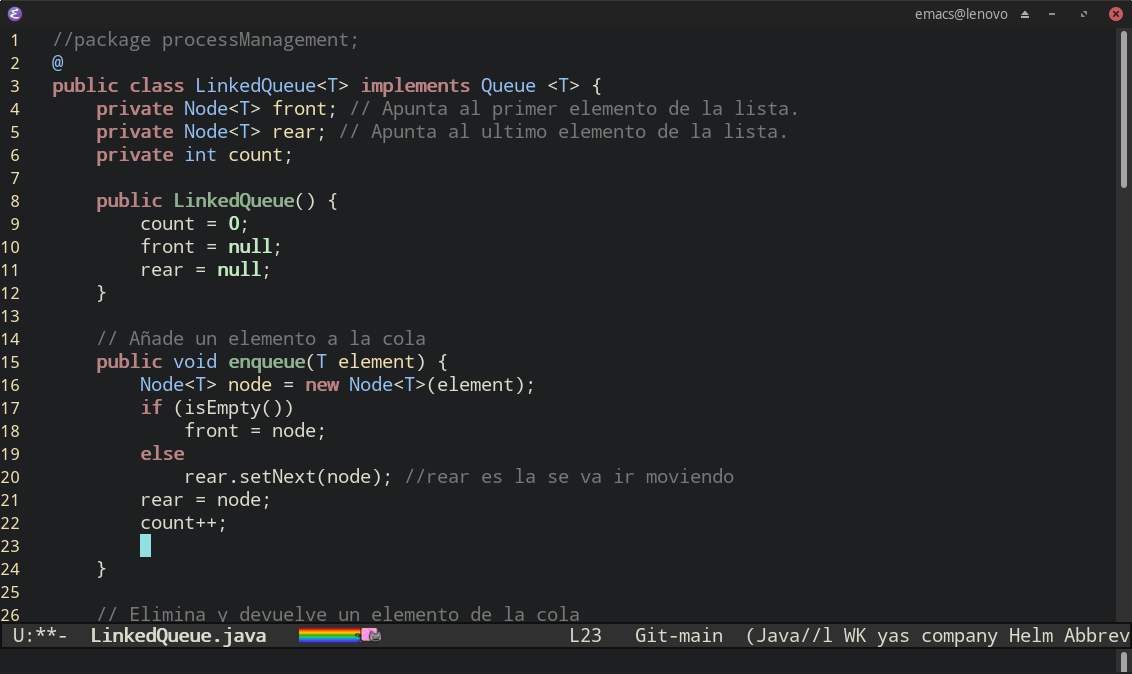 emacs@lenovo
1 //package processManagement;
2 @
3 public class LinkedQueue<T> implements Queue <T> {
4     private Node<T> front; // Apunta al primer elemento de la lista.
5     private Node<T> rear; // Apunta al ultimo elemento de la lista.
6     private int count;
7
8     public LinkedQueue() {
9         count = 0;
10         front = null;
11         rear = null;
12     }
13
14     // Añade un elemento a la cola
15     public void enqueue(T element) {
16         Node<T> node = new Node<T>(element);
17         if (isEmpty())
18             front = node;
19         else
20             rear.setNext(node); //rear es la se va ir moviendo
21         rear = node;
22         count++;
23
24     }
25
26     // Elimina y devuelve un elemento de la cola
U:**-  LinkedQueue.java  L23  Git-main  (Java//l WK yas company Helm Abbrev